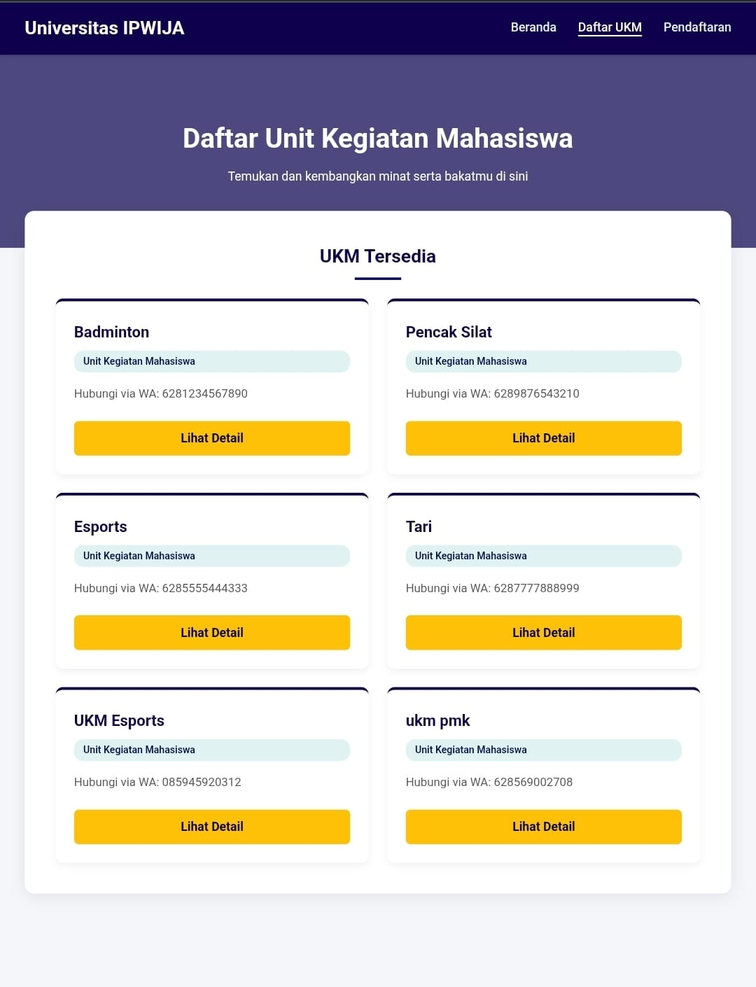 Universitas IPWIJA
Beranda Daftar UKM Pendaftaran
Daftar Unit Kegiatan Mahasiswa
Temukan dan kembangkan minat serta bakatmu di sini
UKM Tersedia
Badminton
Unit Kegiatan Mahasiswa
Hubungi via WA: 6281234567890
Lihat Detail
Pencak Silat
Unit Kegiatan Mahasiswa
Hubungi via WA: 6289876543210
Lihat Detail
Esports
Unit Kegiatan Mahasiswa
Hubungi via WA: 6285555444333
Lihat Detail
Tari
Unit Kegiatan Mahasiswa
Hubungi via WA: 6287777888999
Lihat Detail
UKM Esports
Unit Kegiatan Mahasiswa
Hubungi via WA: 085945920312
Lihat Detail
ukm pmk
Unit Kegiatan Mahasiswa
Hubungi via WA: 628569002708
Lihat Detail